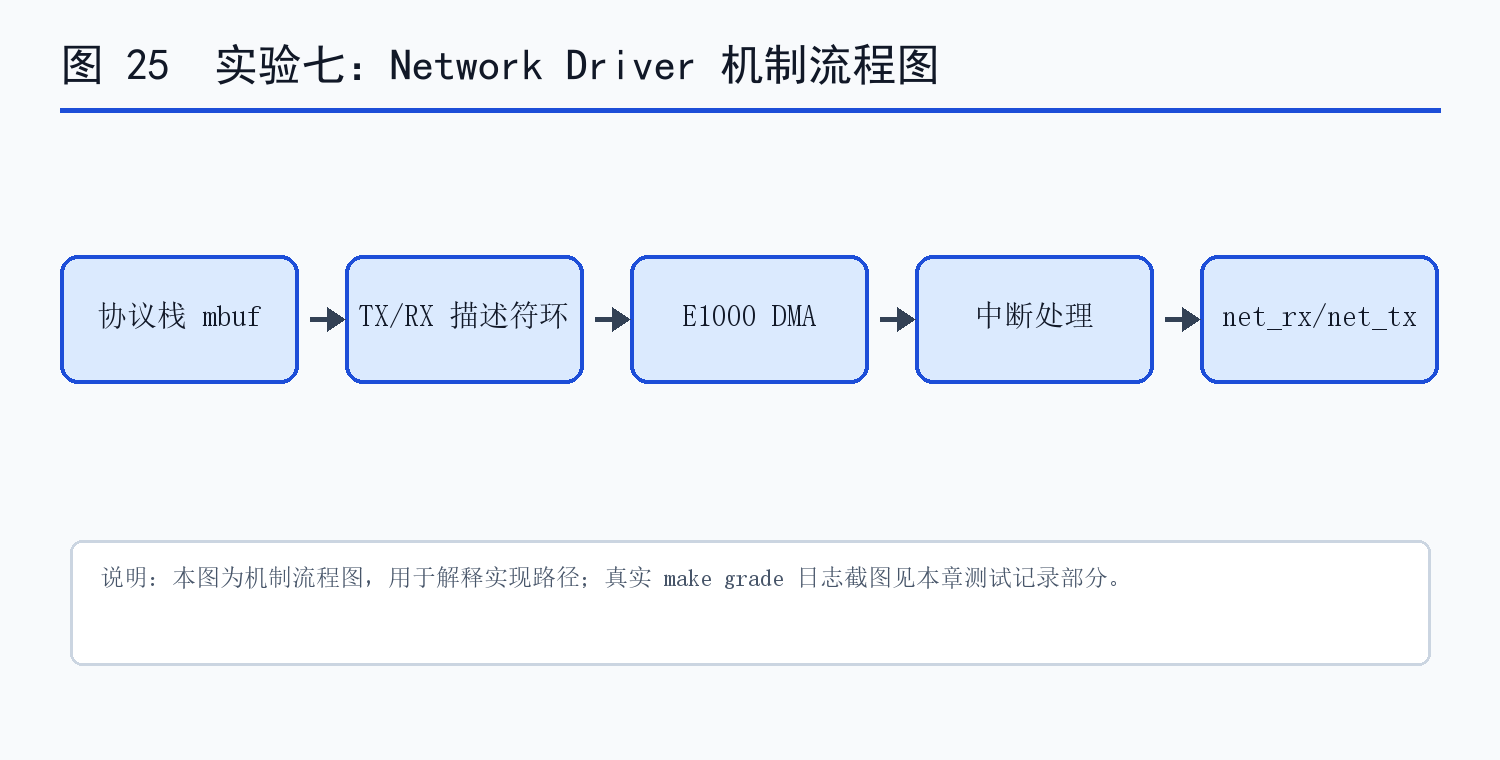 图 25  实验七：Network Driver 机制流程图
协议栈 mbuf
TX/RX 描述符环
E1000 DMA
中断处理
net_rx/net_tx
说明：本图为机制流程图，用于解释实现路径；真实 make grade 日志截图见本章测试记录部分。